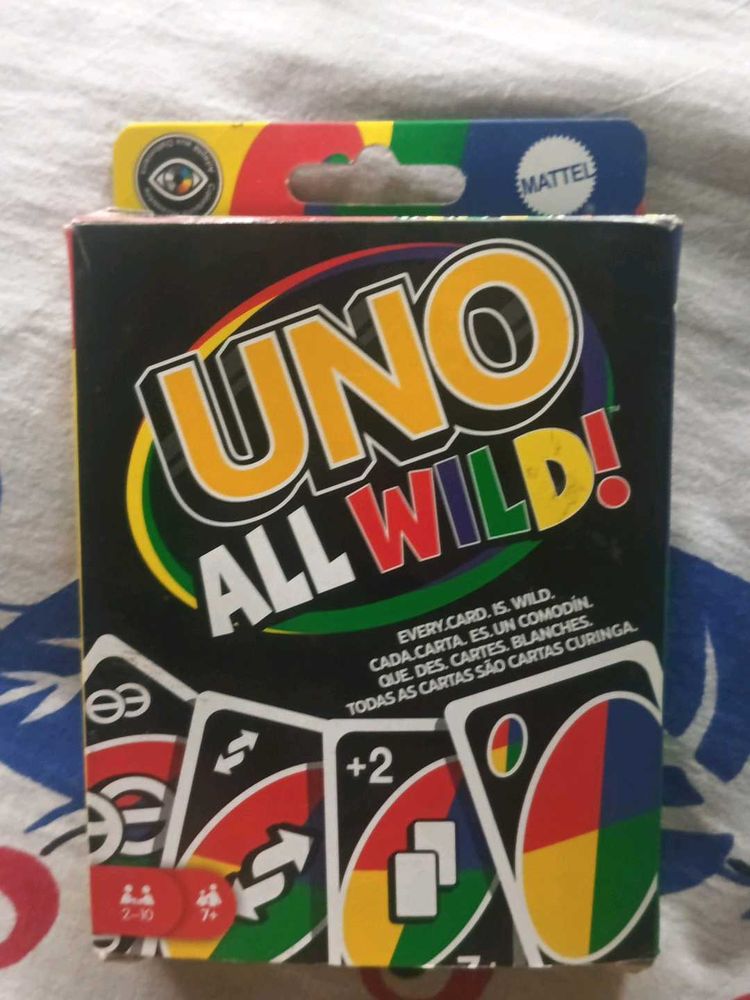 MATTEL
UNO
ALL WILD!™
EVERY.CARD. IS. WILD.
CADA.CARTA. ES. UN COMODÍN.
QUE. DES. CARTES. BLANCHES.
TODAS AS CARTAS SÃO CARTAS CURINGA.
+2
2-10
7+